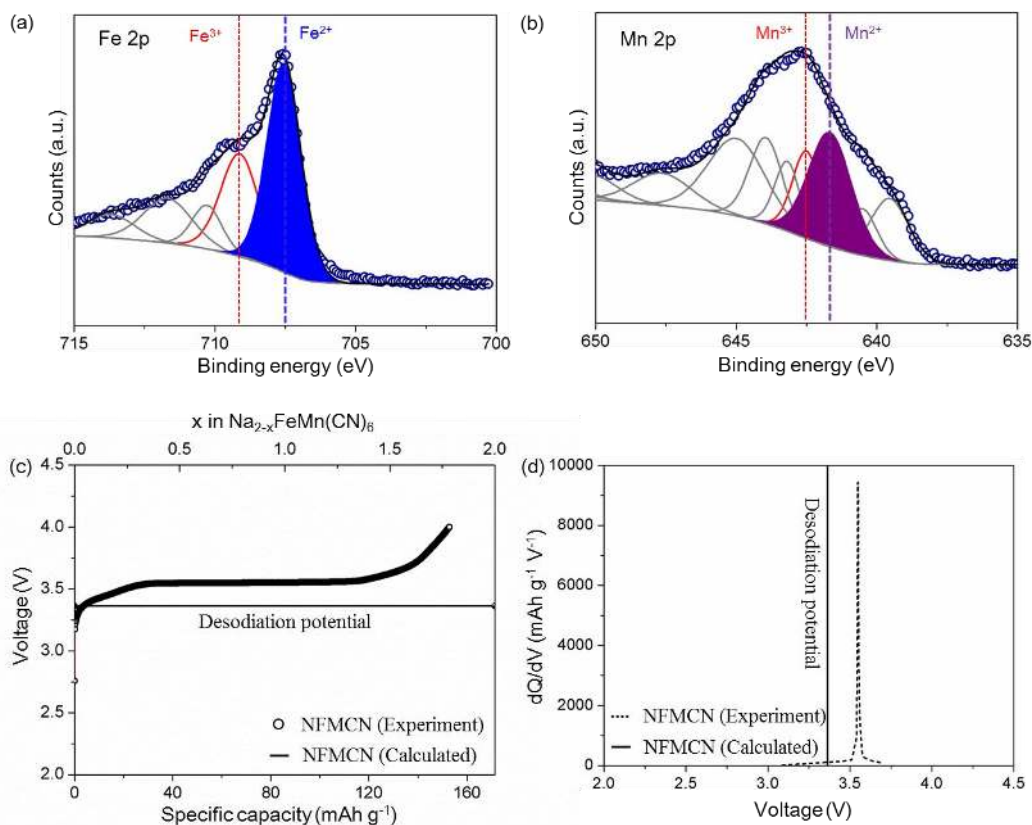 (a)
Fe 2p
Fe³⁺
Fe²⁺
Counts (a.u.)
715
710
705
700
Binding energy (eV)
(b)
Mn 2p
Mn³⁺
Mn²⁺
Counts (a.u.)
650
645
640
635
Binding energy (eV)
x in Na₂₋ₓFeMn(CN)₆
(c)
0.0
0.5
1.0
1.5
2.0
4.5
4.0
3.5
3.0
2.5
2.0
Voltage (V)
Desodiation potential
NFMCN (Experiment)
NFMCN (Calculated)
0
40
80
120
160
Specific capacity (mAh g⁻¹)
(d)
10000
8000
6000
4000
2000
0
dQ/dV (mAh g⁻¹ V⁻¹)
Desodiation potential
NFMCN (Experiment)
NFMCN (Calculated)
2.0
2.5
3.0
3.5
4.0
4.5
Voltage (V)